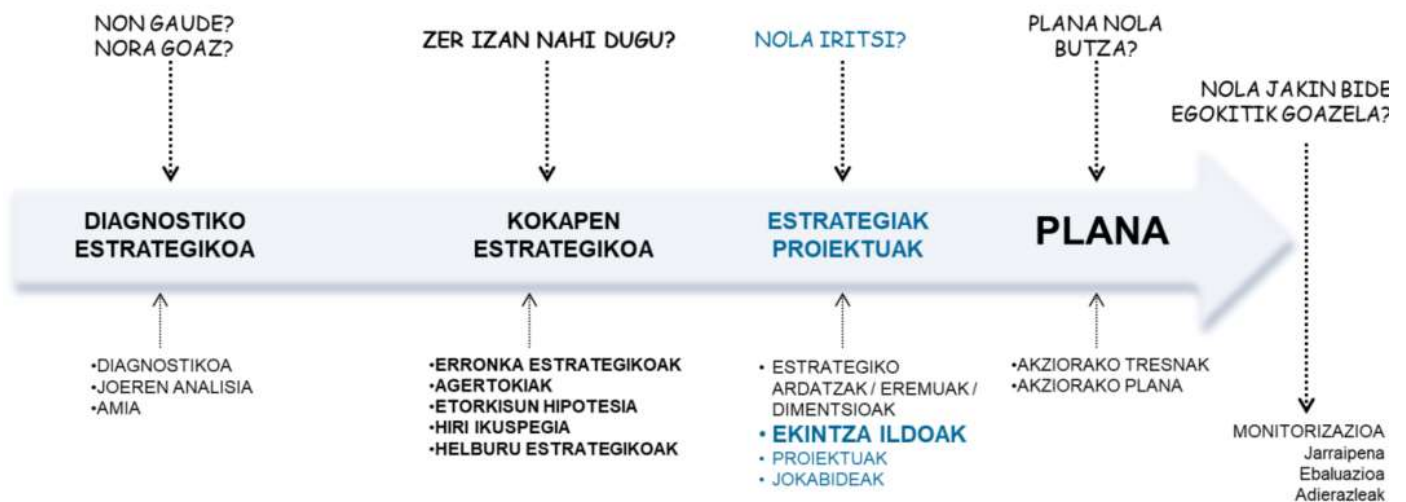 NON GAUDE?
NORA GOAZ?
ZER IZAN NAHI DUGU?
NOLA IRITSI?
PLANA NOLA
BUTZA?
NOLA JAKIN BIDE
EGOKITIK GOAZELA?
DIAGNOSTIKO
ESTRATEGIKOA
KOKAPEN
ESTRATEGIKOA
ESTRATEGIAK
PROIEKTUAK
PLANA
•DIAGNOSTIKOA
•JOEREN ANALISIA
•AMIA
•ERRONKA ESTRATEGIKOAK
•AGERTOKIAK
•ETORKISUN HIPOTESIA
•HIRI IKUSPEGIA
•HELBURU ESTRATEGIKOAK
• ESTRATEGIKO
ARDATZAK / EREMUAK /
DIMENTSIOAK
• EKINTZA ILDOAK
• PROIEKTUAK
• JOKABIDEAK
•AKZIORAKO TRESNAK
•AKZIORAKO PLANA
MONITORIZAZIOA
Jarraipena
Ebaluazioa
Adierazleak